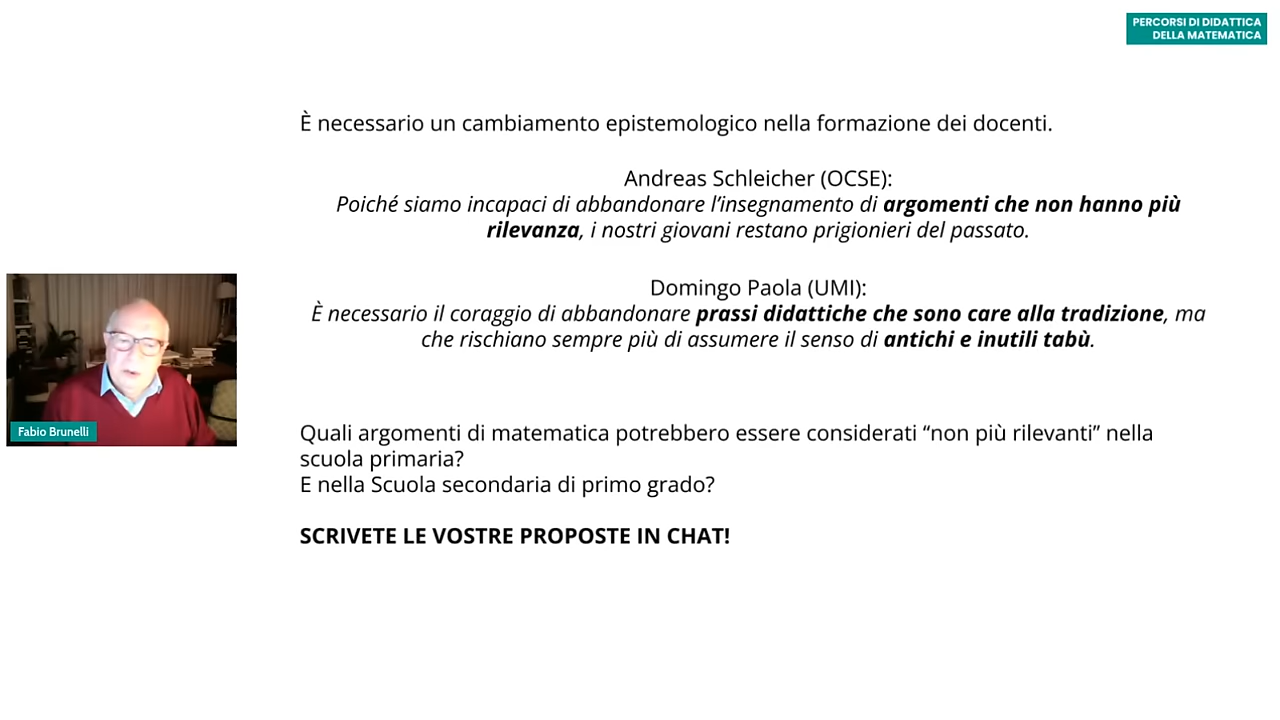 PERCORSI DI DIDATTICA
DELLA MATEMATICA
È necessario un cambiamento epistemologico nella formazione dei docenti.
Andreas Schleicher (OCSE):
Poiché siamo incapaci di abbandonare l’insegnamento di argomenti che non hanno più
rilevanza, i nostri giovani restano prigionieri del passato.
Domingo Paola (UMI):
È necessario il coraggio di abbandonare prassi didattiche che sono care alla tradizione, ma
che rischiano sempre più di assumere il senso di antichi e inutili tabù.
Fabio Brunelli
Quali argomenti di matematica potrebbero essere considerati “non più rilevanti” nella
scuola primaria?
E nella Scuola secondaria di primo grado?
SCRIVETE LE VOSTRE PROPOSTE IN CHAT!